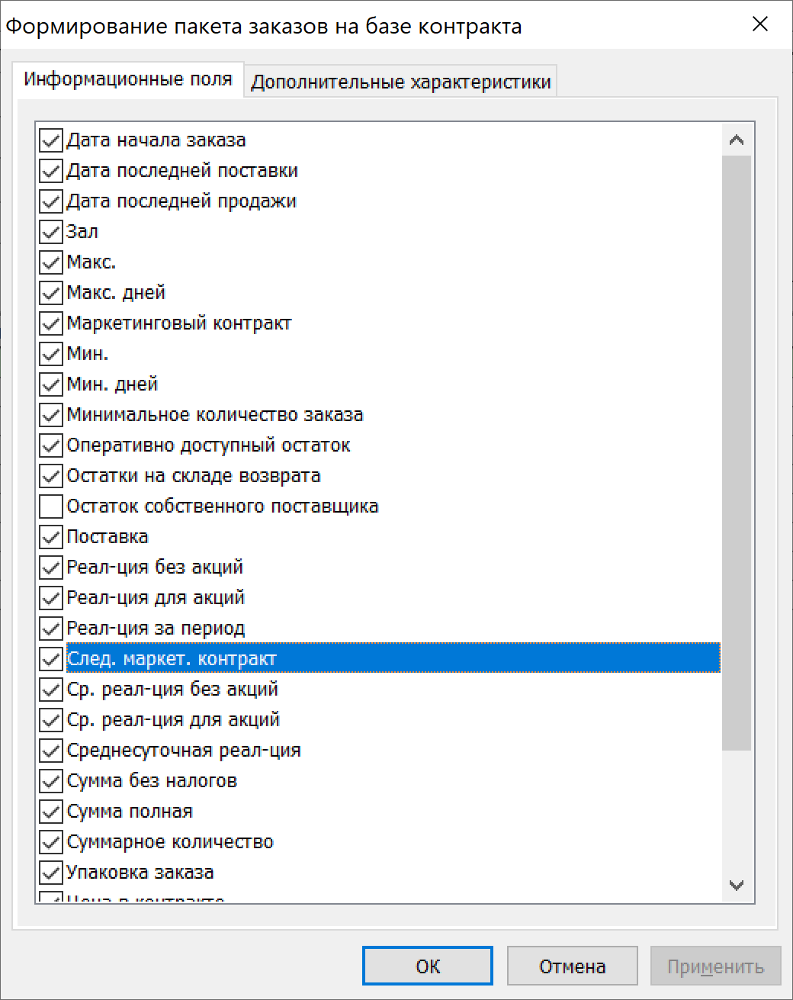 Формирование пакета заказов на базе контракта
Информационные поля
Дополнительные характеристики
Дата начала заказа
Дата последней поставки
Дата последней продажи
Зал
Макс.
Макс. дней
Маркетинговый контракт
Мин.
Мин. дней
Минимальное количество заказа
Оперативно доступный остаток
Остатки на складе возврата
Остаток собственного поставщика
Поставка
Реал-ция без акций
Реал-ция для акций
Реал-ция за период
След. маркет. контракт
Ср. реал-ция без акций
Ср. реал-ция для акций
Среднесуточная реал-ция
Сумма без налогов
Сумма полная
Суммарное количество
Упаковка заказа
Цена в контракте
ОК
Отмена
Применить